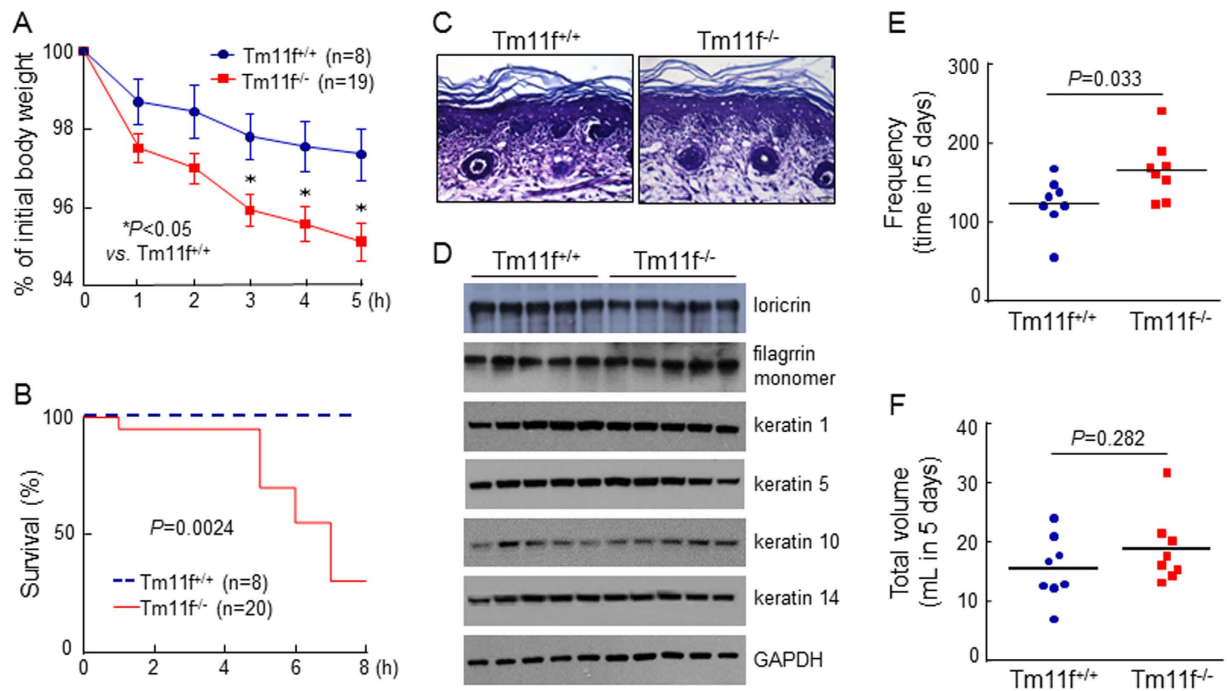 A
100
98
96
94
% of initial body weight
Tm11f+/+ (n=8)
Tm11f-/- (n=19)
*
*
*
*P<0.05
vs. Tm11f+/+
0 1 2 3 4 5 (h)
B
100
50
0
Survival (%)
P=0.0024
Tm11f+/+ (n=8)
Tm11f-/- (n=20)
0 2 4 6 8 (h)
C
Tm11f+/+ Tm11f-/-
D
Tm11f+/+ Tm11f-/-
loricrin
filagrrin
monomer
keratin 1
keratin 5
keratin 10
keratin 14
GAPDH
E
300
200
100
0
Frequency
(time in 5 days)
P=0.033
Tm11f+/+ Tm11f-/-
F
40
30
20
10
0
Total volume
(mL in 5 days)
P=0.282
Tm11f+/+ Tm11f-/-